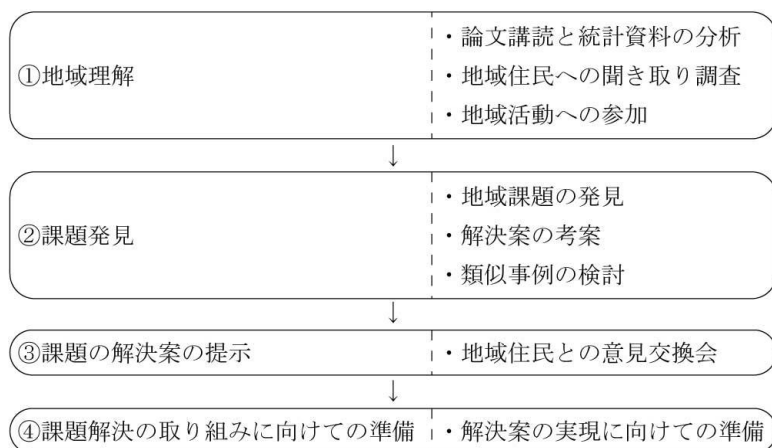 ①地域理解
・論文講読と統計資料の分析
・地域住民への聞き取り調査
・地域活動への参加
↓
②課題発見
・地域課題の発見
・解決案の考案
・類似事例の検討
↓
③課題の解決案の提示
・地域住民との意見交換会
↓
④課題解決の取り組みに向けての準備
・解決案の実現に向けての準備